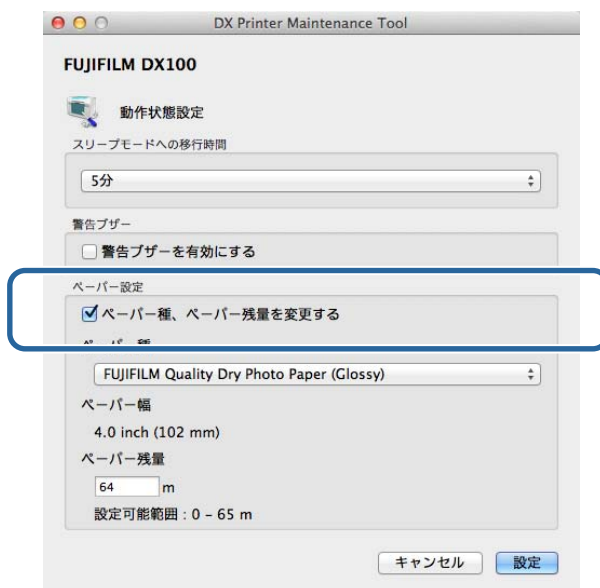 DX Printer Maintenance Tool
FUJIFILM DX100
動作状態設定
スリープモードへの移行時間
5分
警告ブザー
警告ブザーを有効にする
ペーパー設定
ペーパー種、ペーパー残量を変更する
ペーパー種
FUJIFILM Quality Dry Photo Paper (Glossy)
ペーパー幅
4.0 inch (102 mm)
ペーパー残量
64 m
設定可能範囲：0 – 65 m
キャンセル 設定